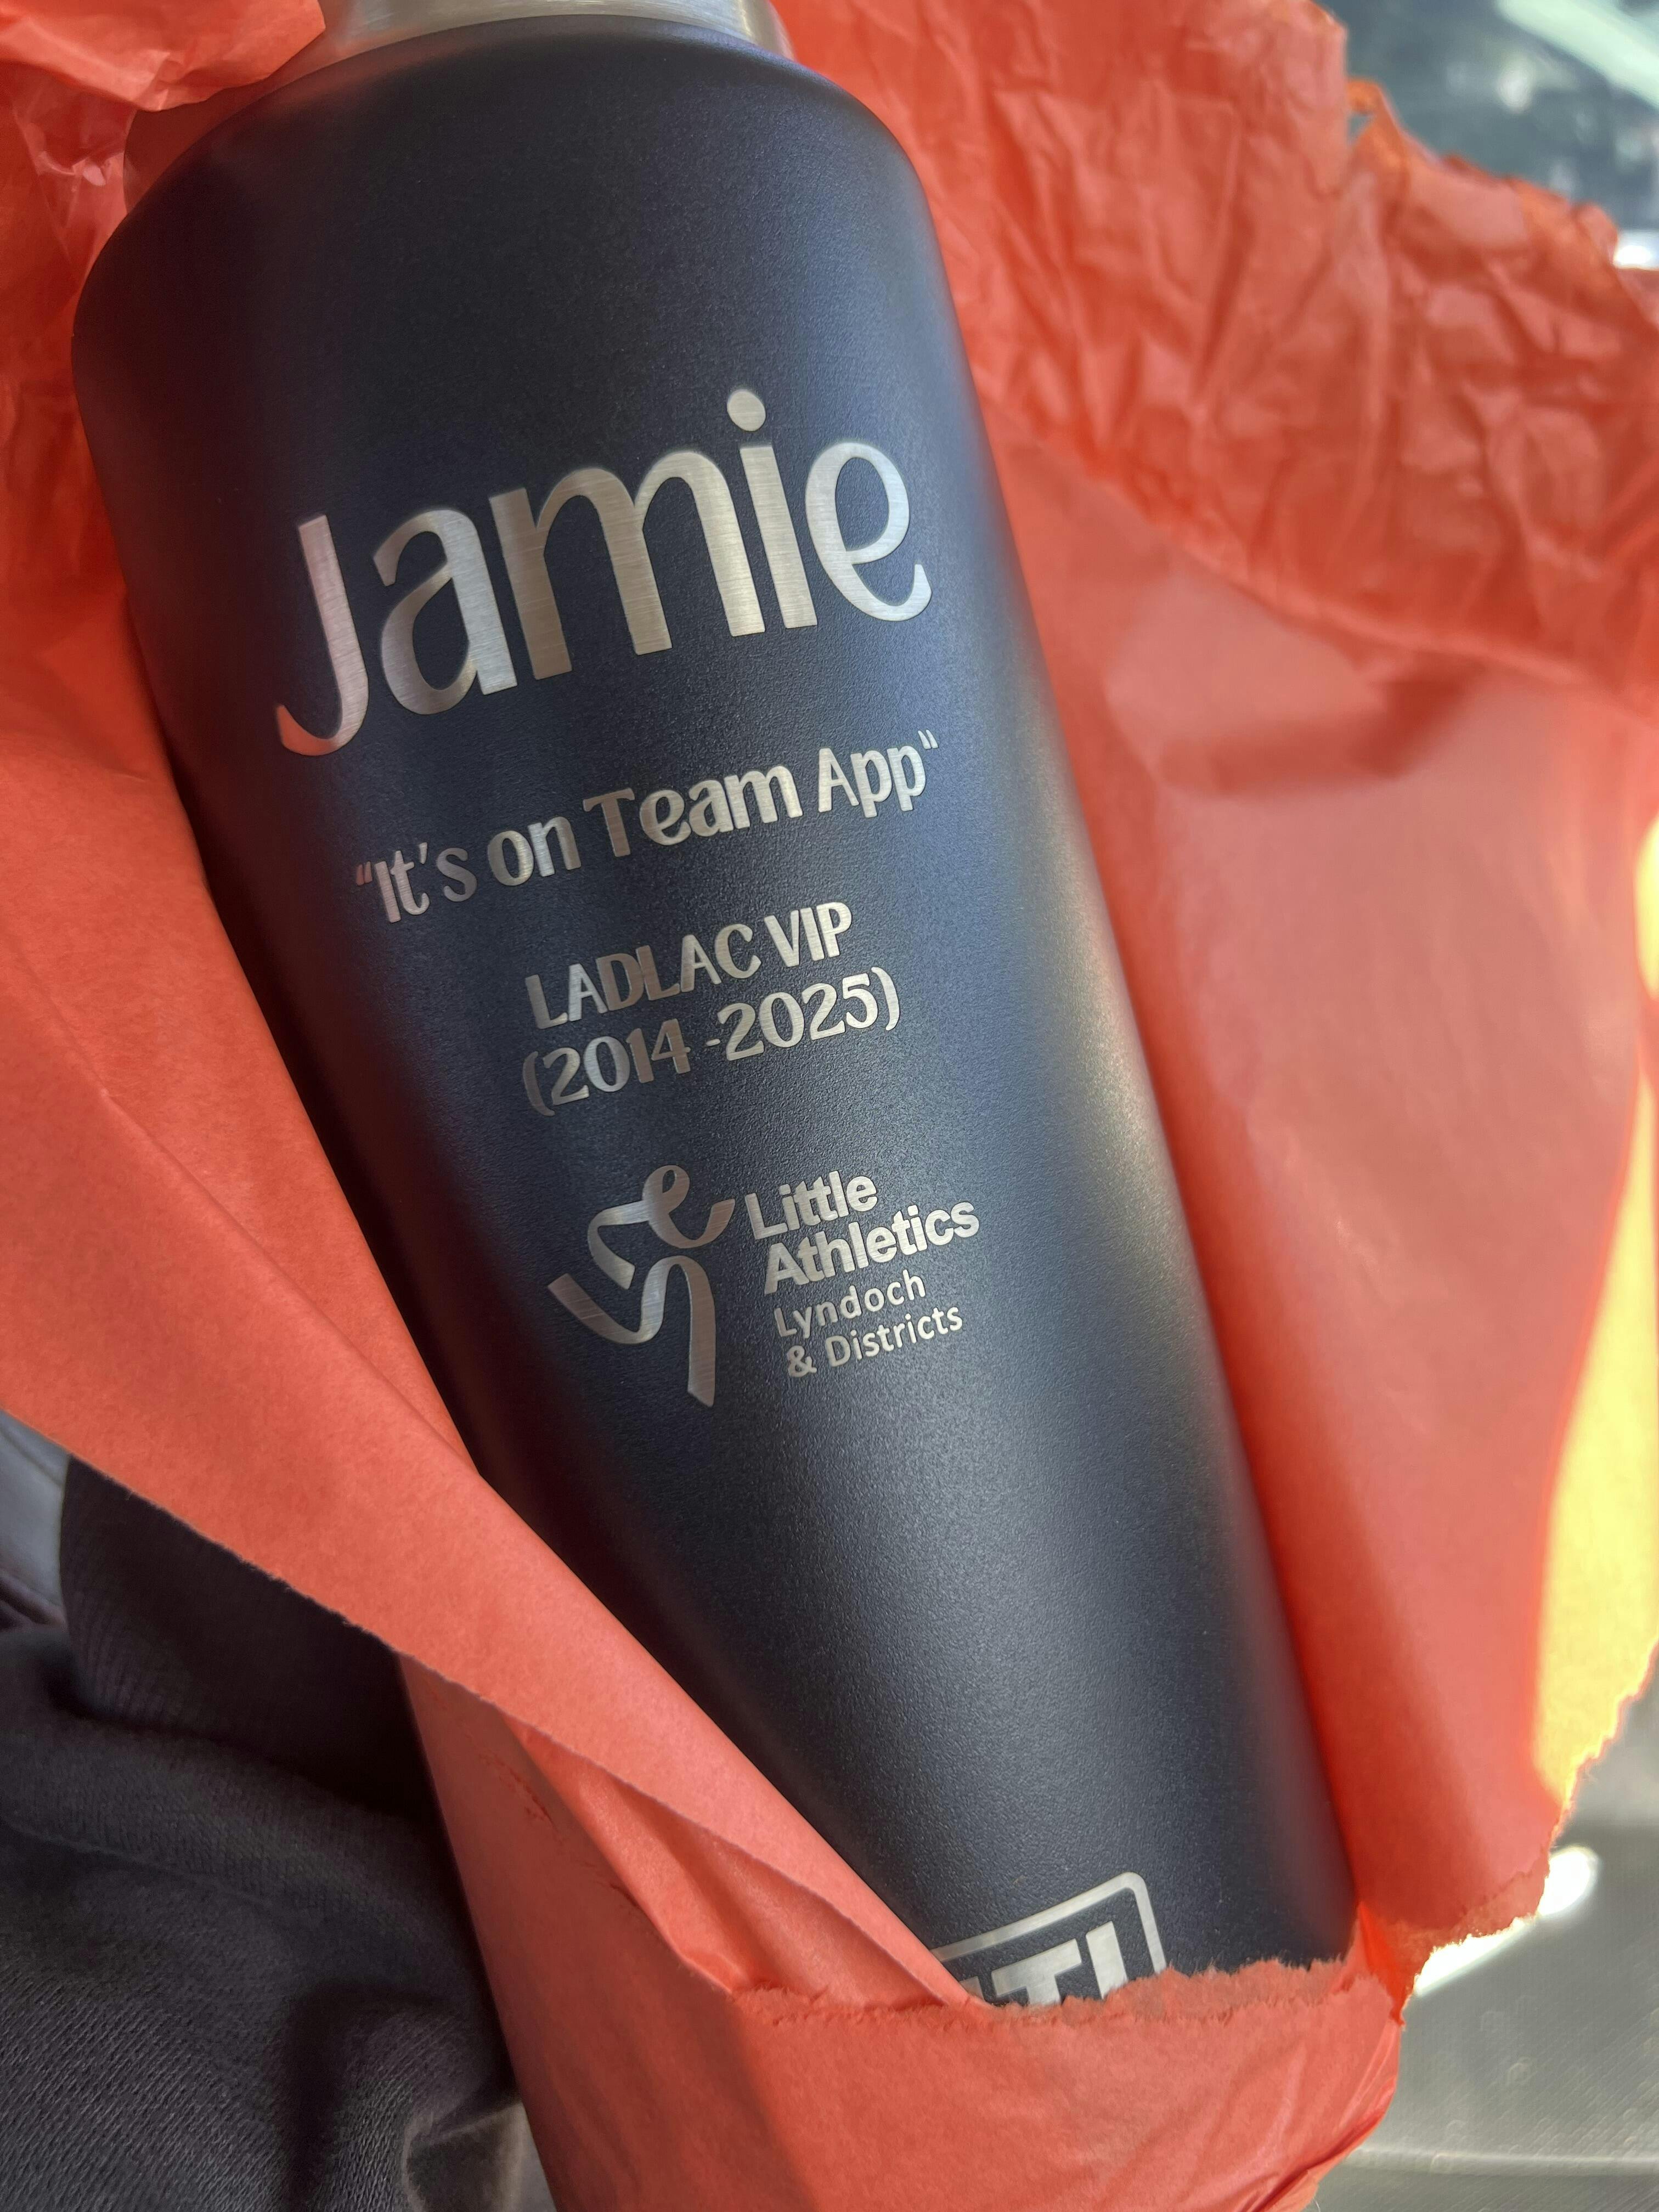 Jamie
"It's on Team App"
LADLAC VIP
(2014 -2025)
Little
Athletics
Lyndoch
& Districts